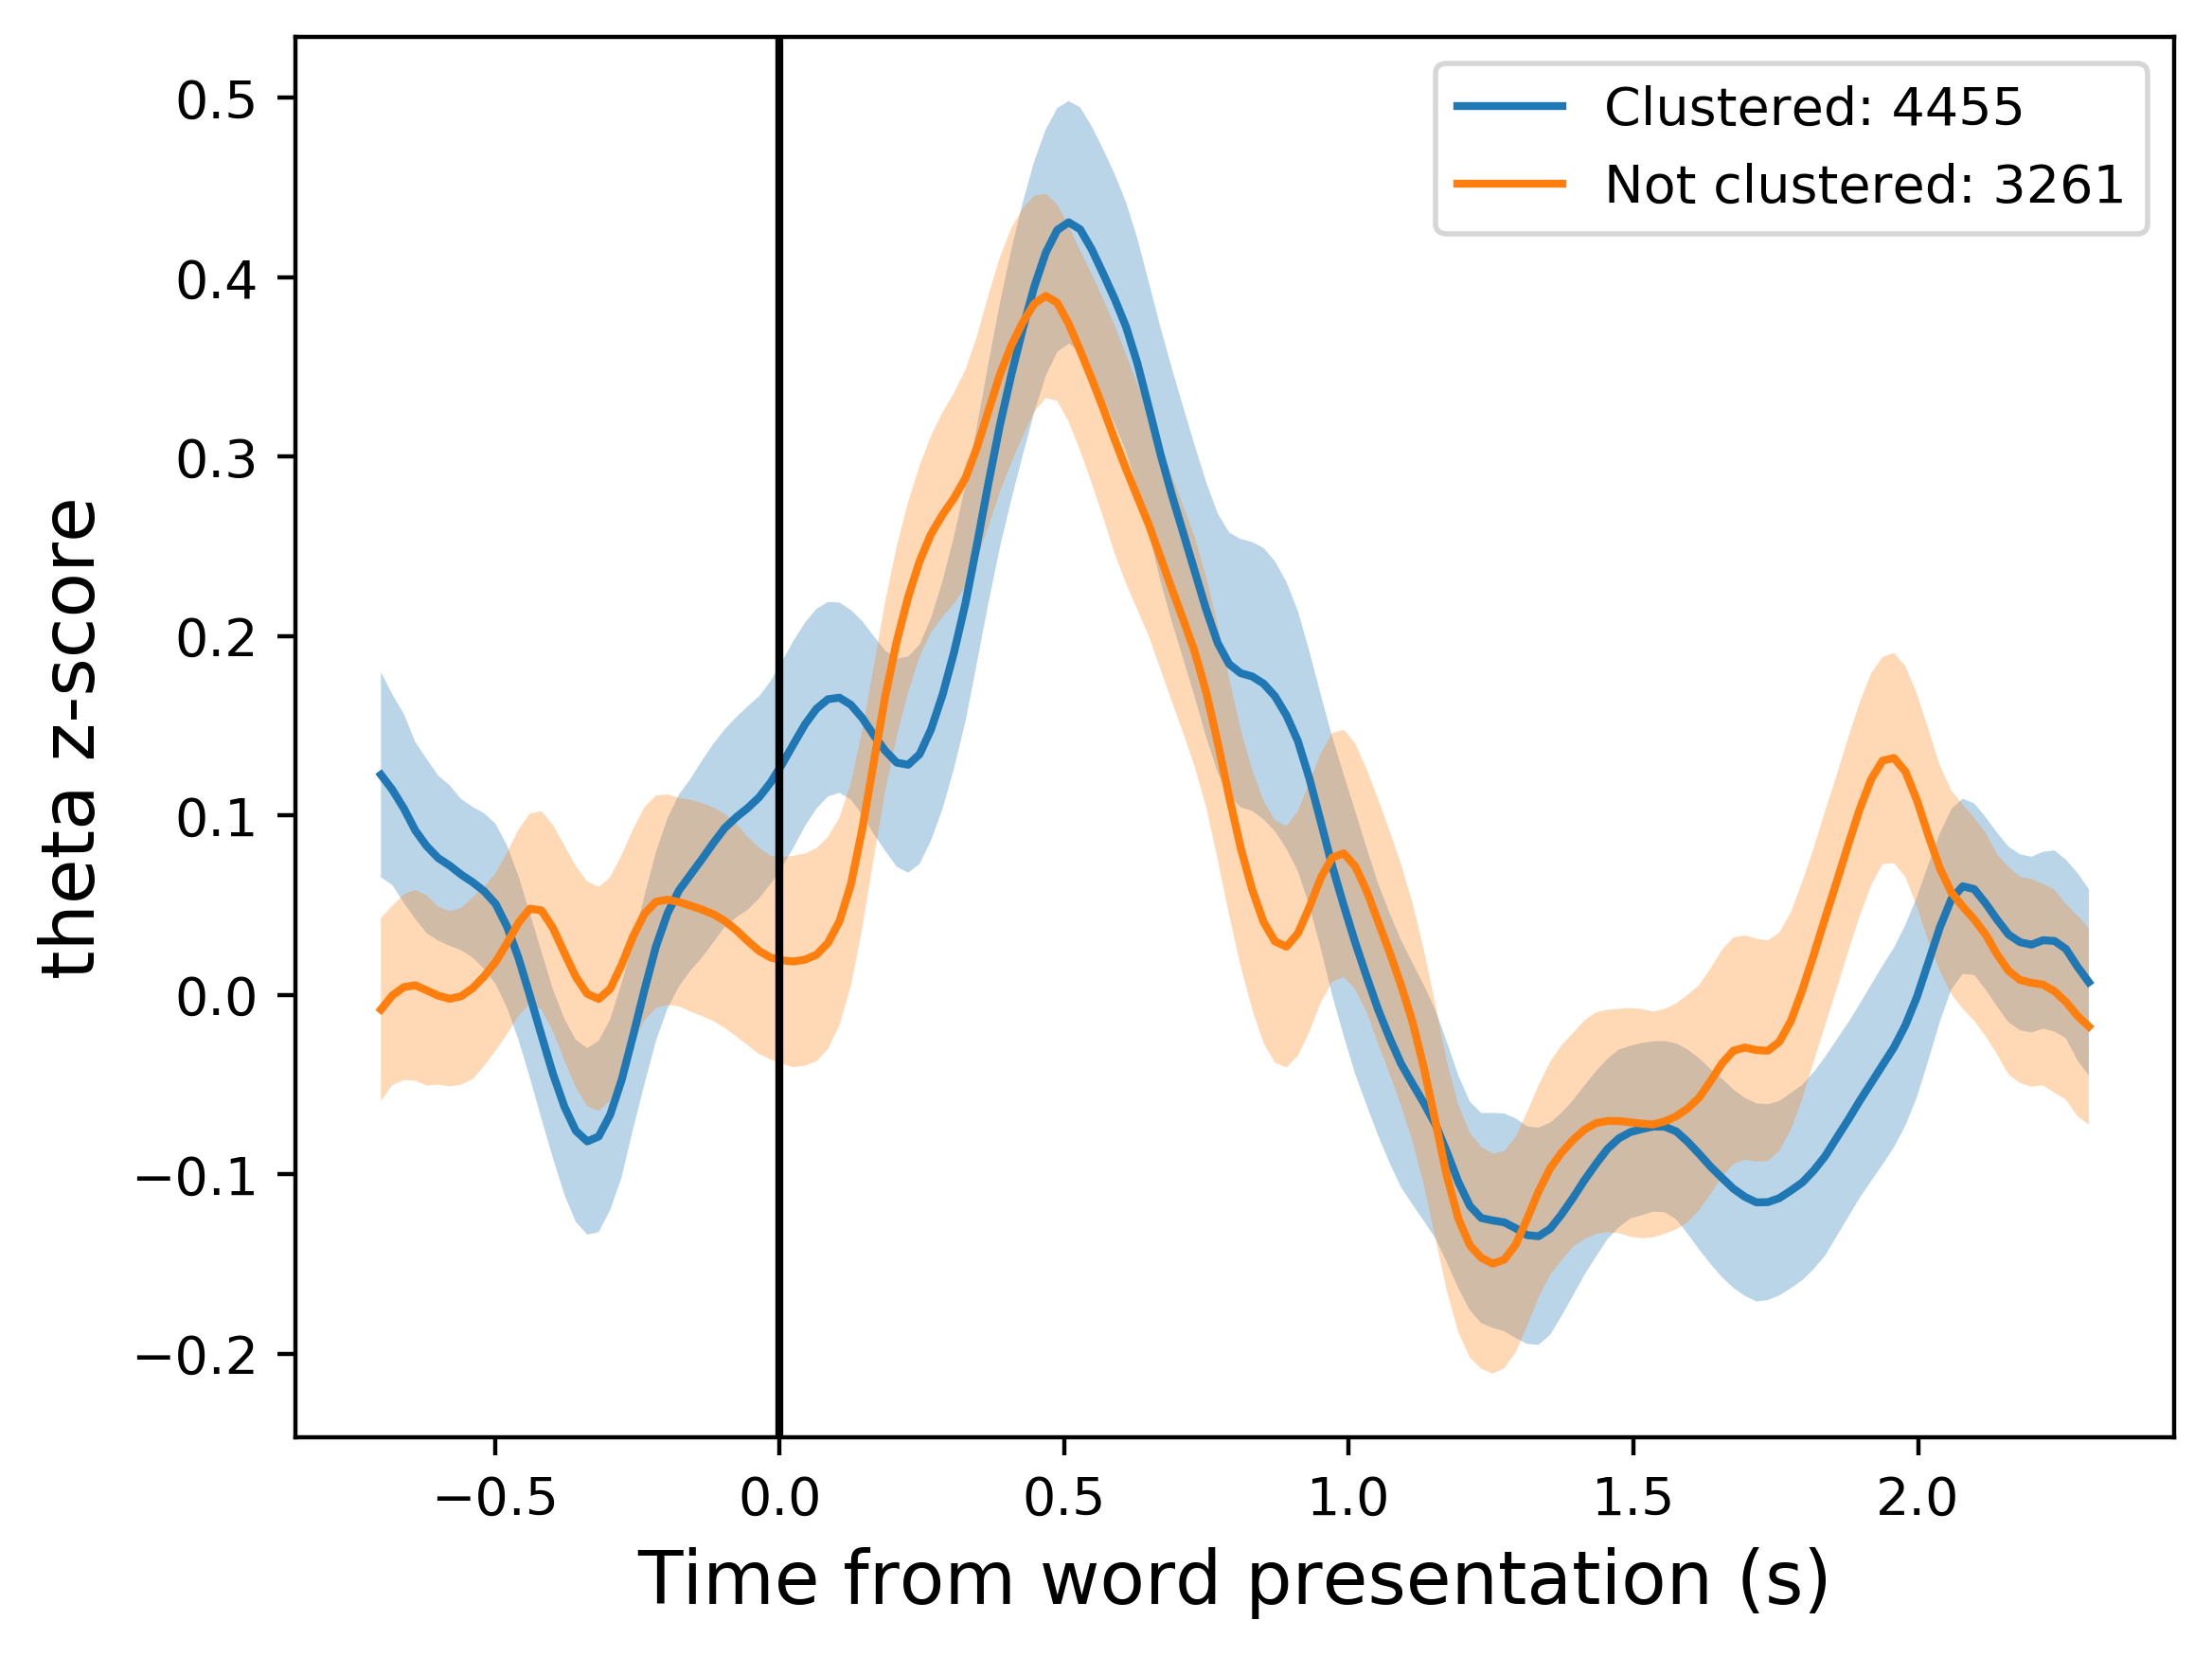 Clustered: 4455
Not clustered: 3261
0.5
0.4
0.3
0.2
0.1
0.0
−0.1
−0.2
theta z-score
−0.5 0.0 0.5 1.0 1.5 2.0
Time from word presentation (s)